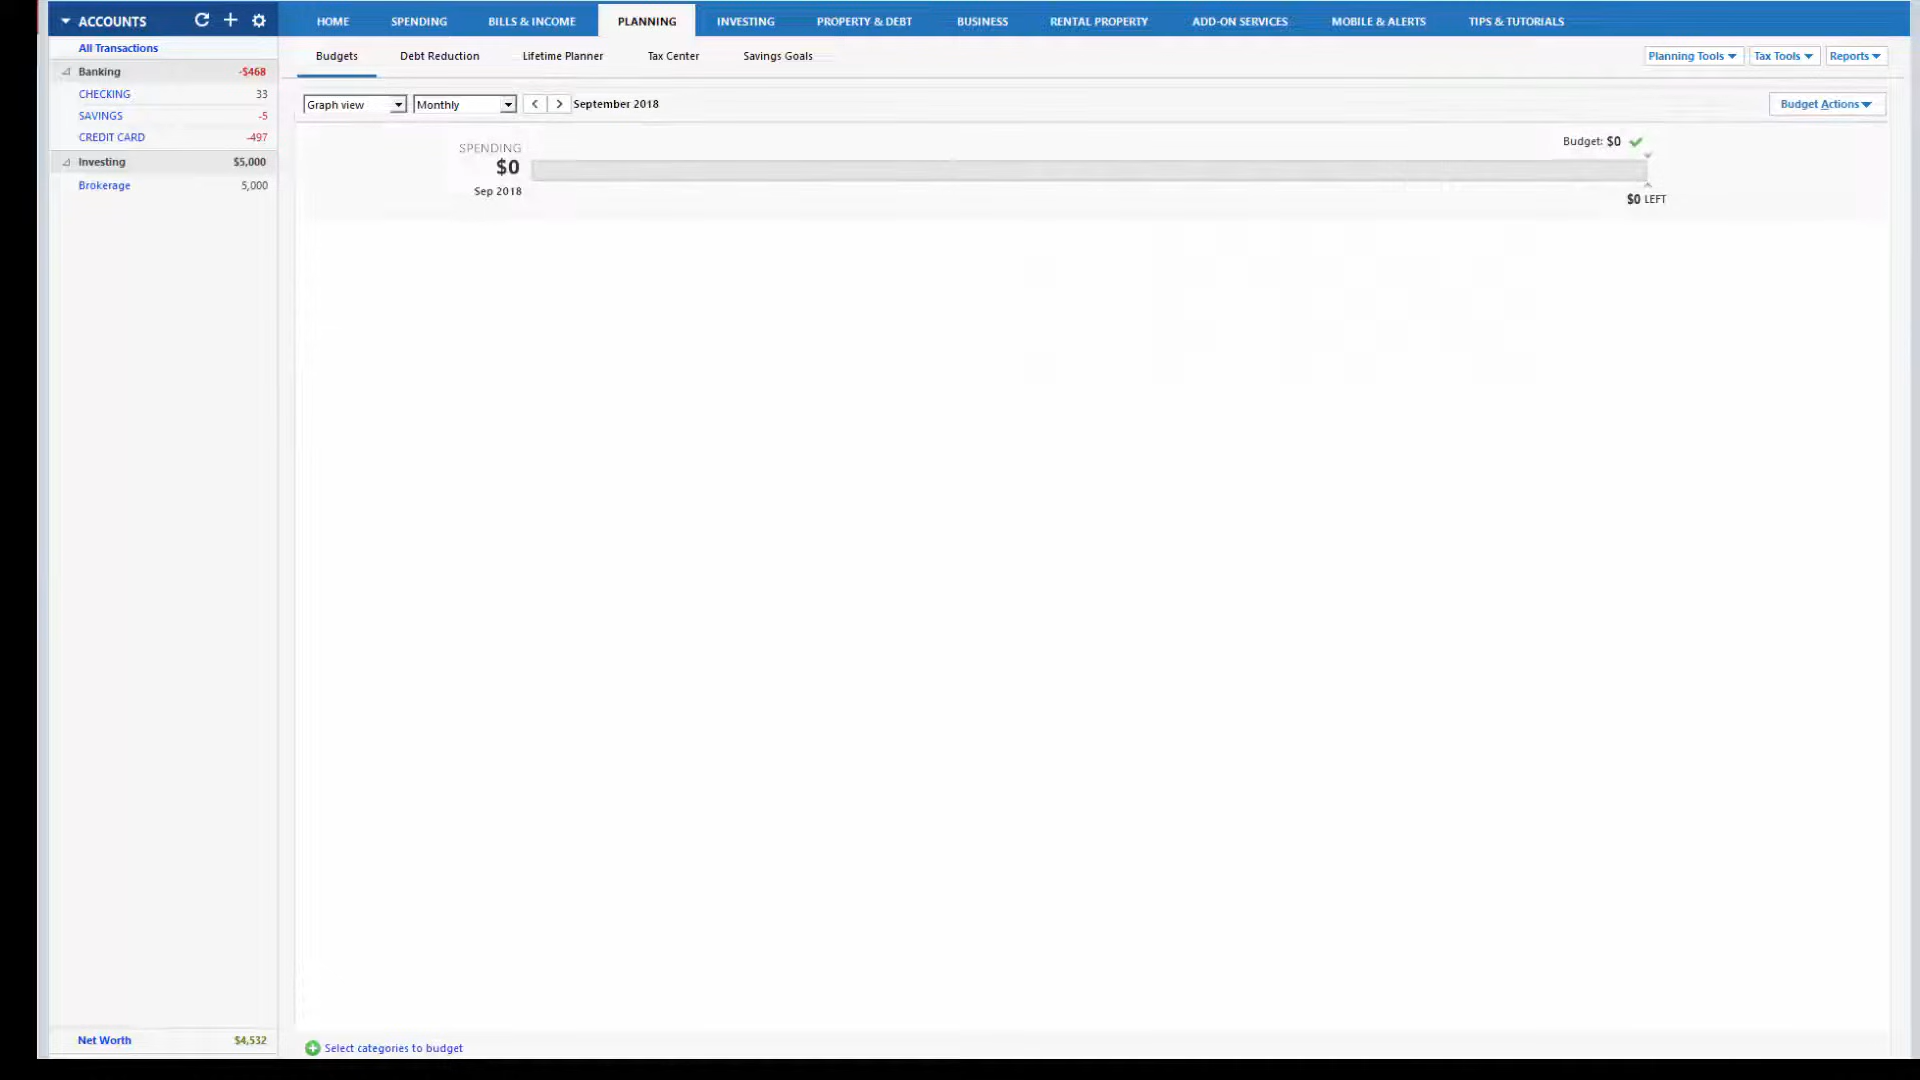 ACCOUNTS
HOME SPENDING BILLS & INCOME PLANNING INVESTING PROPERTY & DEBT BUSINESS RENTAL PROPERTY ADD-ON SERVICES MOBILE & ALERTS TIPS & TUTORIALS
All Transactions
Banking -$468
CHECKING 33
SAVINGS -5
CREDIT CARD -497
Investing $5,000
Brokerage 5,000
Net Worth $4,532
Budgets Debt Reduction Lifetime Planner Tax Center Savings Goals
Planning Tools Tax Tools Reports
Graph view Monthly < > September 2018
Budget Actions
SPENDING
$0
Sep 2018
Budget: $0
$0 LEFT
Select categories to budget